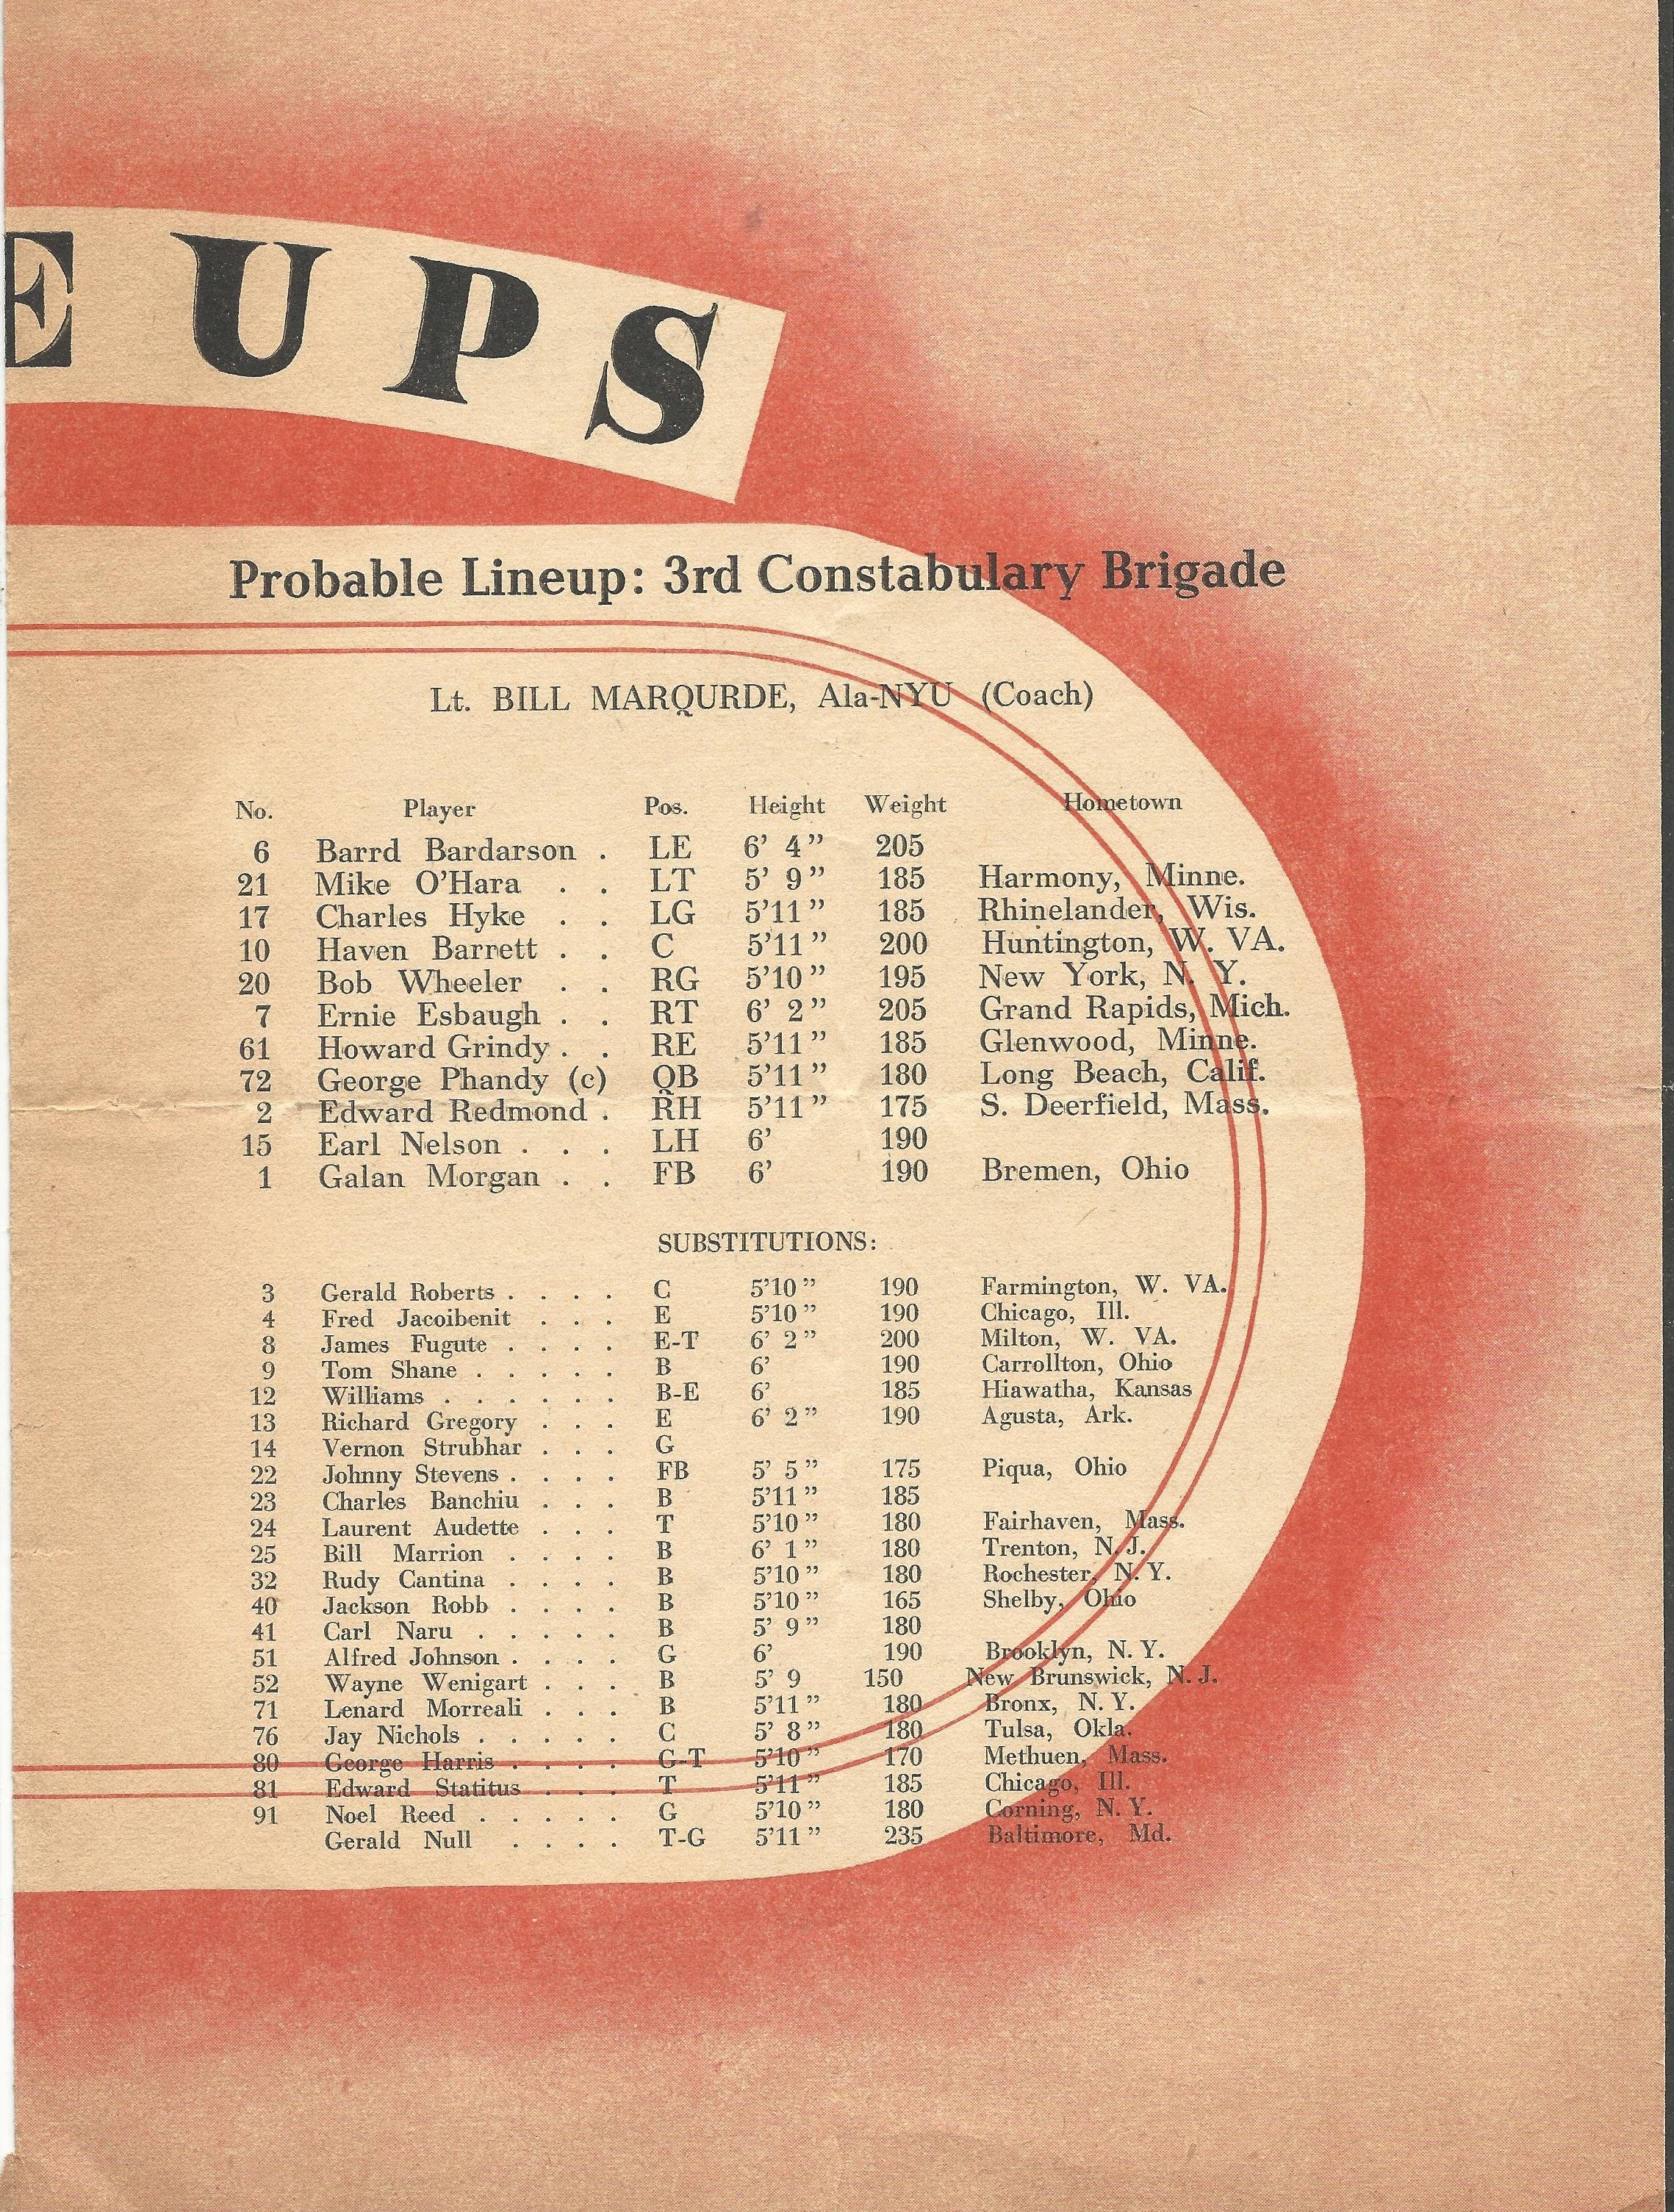 EUPS
Probable Lineup: 3rd Constabulary Brigade
Lt. BILL MARQURDE, Ala-NYU (Coach)
No. Player Pos. Height Weight Hometown
6 Barrd Bardarson . LE 6' 4" 205
21 Mike O'Hara . . LT 5' 9" 185 Harmony, Minne.
17 Charles Hyke . . LG 5'11" 185 Rhinelander, Wis.
10 Haven Barrett . . C 5'11" 200 Huntington, W. VA.
20 Bob Wheeler . . RG 5'10" 195 New York, N. Y.
7 Ernie Esbaugh . . RT 6' 2" 205 Grand Rapids, Mich.
61 Howard Grindy . . RE 5'11" 185 Glenwood, Minne.
72 George Phandy (c) QB 5'11" 180 Long Beach, Calif.
2 Edward Redmond . RH 5'11" 175 S. Deerfield, Mass.
15 Earl Nelson . . . LH 6' 190
1 Galan Morgan . . FB 6' 190 Bremen, Ohio
SUBSTITUTIONS:
3 Gerald Roberts . . . . C 5'10" 190 Farmington, W. VA.
4 Fred Jacoibenit . . . E 5'10" 190 Chicago, Ill.
8 James Fugute . . . . E-T 6' 2" 200 Milton, W. VA.
9 Tom Shane . . . . . B 6' 190 Carrollton, Ohio
12 Williams . . . . . . B-E 6' 185 Hiawatha, Kansas
13 Richard Gregory . . . E 6' 2" 190 Agusta, Ark.
14 Vernon Strubhar . . . G
22 Johnny Stevens . . . . FB 5' 5" 175 Piqua, Ohio
23 Charles Banchiu . . . B 5'11" 185
24 Laurent Audette . . . T 5'10" 180 Fairhaven, Mass.
25 Bill Marrion . . . . B 6' 1" 180 Trenton, N. J.
32 Rudy Cantina . . . . B 5'10" 180 Rochester, N. Y.
40 Jackson Robb . . . . B 5'10" 165 Shelby, Ohio
41 Carl Naru . . . . . B 5' 9" 180
51 Alfred Johnson . . . . G 6' 190 Brooklyn, N. Y.
52 Wayne Wenigart . . . B 5' 9 150 New Brunswick, N. J.
71 Lenard Morreali . . . B 5'11" 180 Bronx, N. Y.
76 Jay Nichols . . . . . C 5' 8" 180 Tulsa, Okla.
80 George Harris . . . . G-T 5'10" 170 Methuen, Mass.
81 Edward Statitus . . . T 5'11" 185 Chicago, Ill.
91 Noel Reed . . . . . G 5'10" 180 Corning, N. Y.
Gerald Null . . . . T-G 5'11" 235 Baltimore, Md.